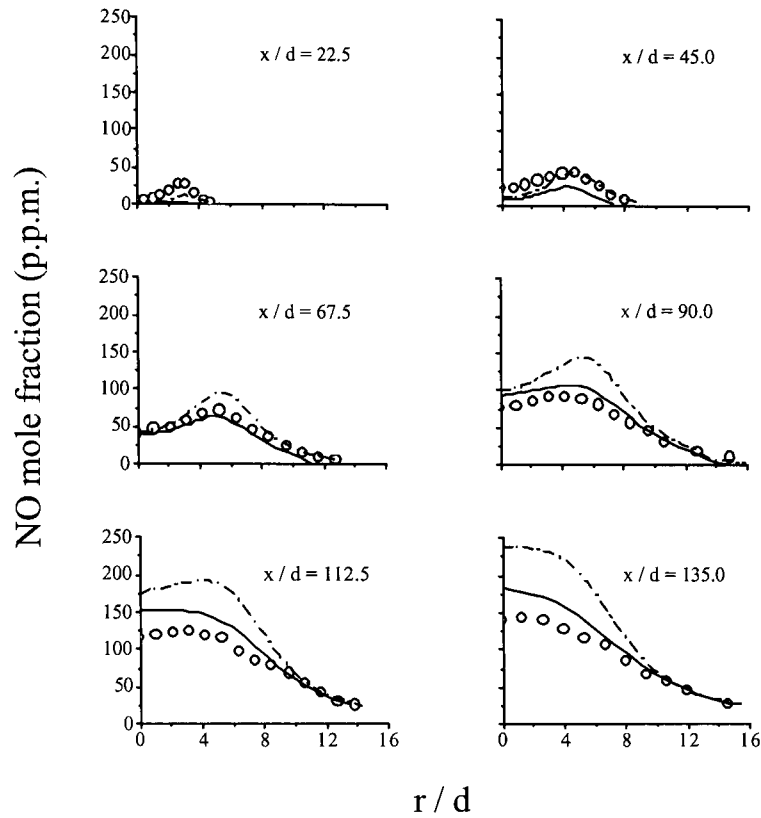 NO mole fraction (p.p.m.)
250
200
150
100
50
0
x / d = 22.5
x / d = 45.0
250
200
150
100
50
0
x / d = 67.5
x / d = 90.0
250
200
150
100
50
0
x / d = 112.5
x / d = 135.0
0 4 8 12 16
0 4 8 12 16
r / d